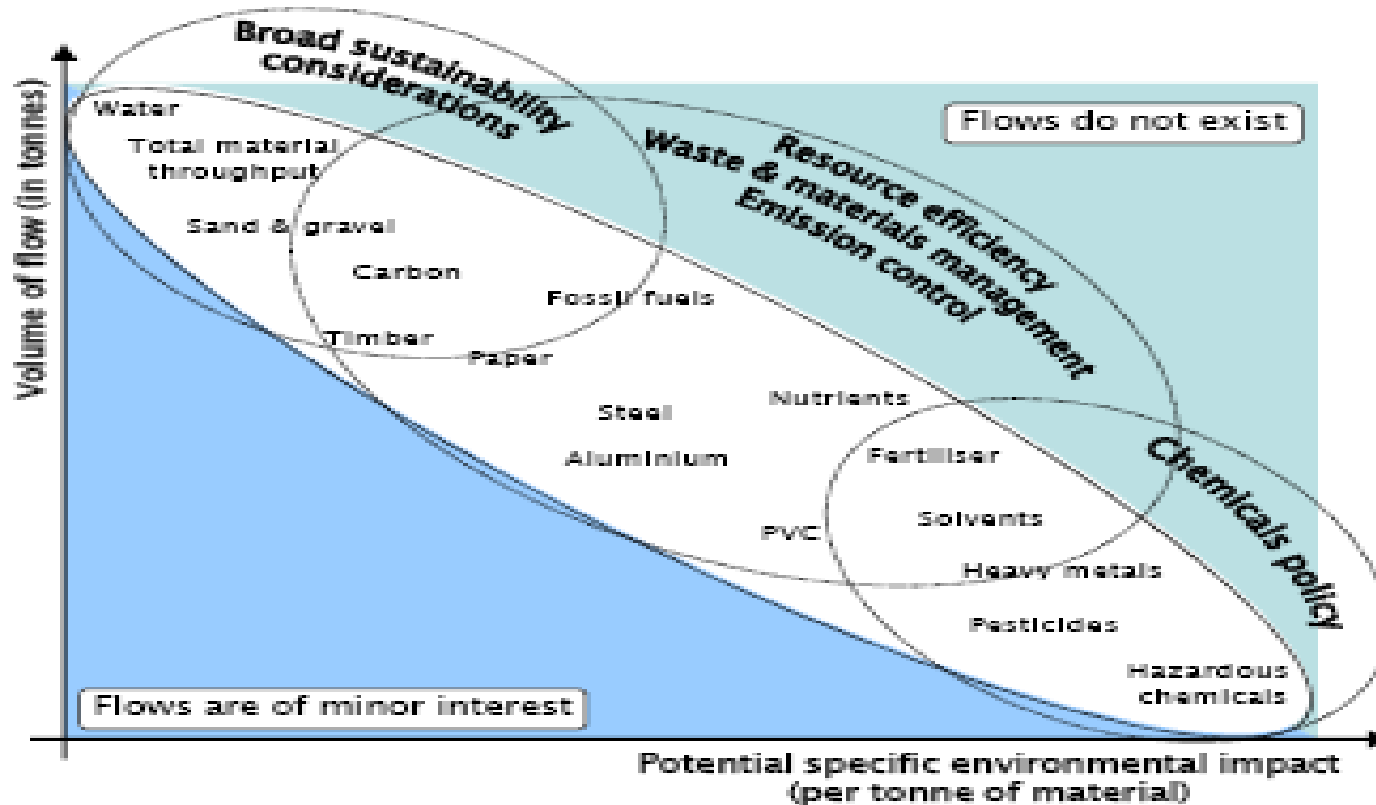 Broad sustainability
considerations
Volume of flow (in tonnes)
Water
Flows do not exist
Total material
throughput
Resource efficiency
Waste & materials management
Emission control
Sand & gravel
Carbon
Fossil fuels
Timber
Paper
Nutrients
Steel
Fertiliser
Aluminium
Chemicals policy
Solvents
PVC
Heavy metals
Pesticides
Hazardous
chemicals
Flows are of minor interest
Potential specific environmental impact
(per tonne of material)